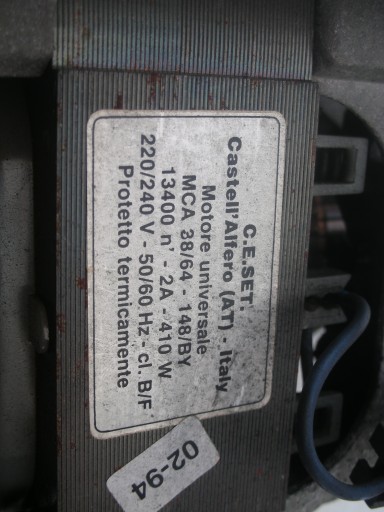 C.E.SET.
Castell'Alfero (AT) - Italy
Motore universale
MCA 38/64 - 148/BY
13400 n' - 2A - 410 W
220/240 V - 50/60 Hz - cl. B/F
Protetto termicamente
02-94